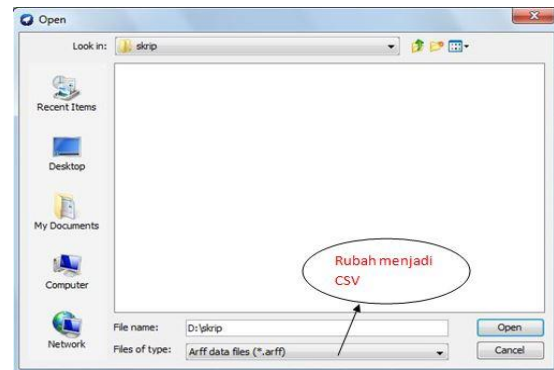 Open
Look in:
skrip
Recent Items
Desktop
My Documents
Computer
Network
Rubah menjadi
CSV
File name:
D:\skrip
Open
Files of type:
Arff data files (*.arff)
Cancel